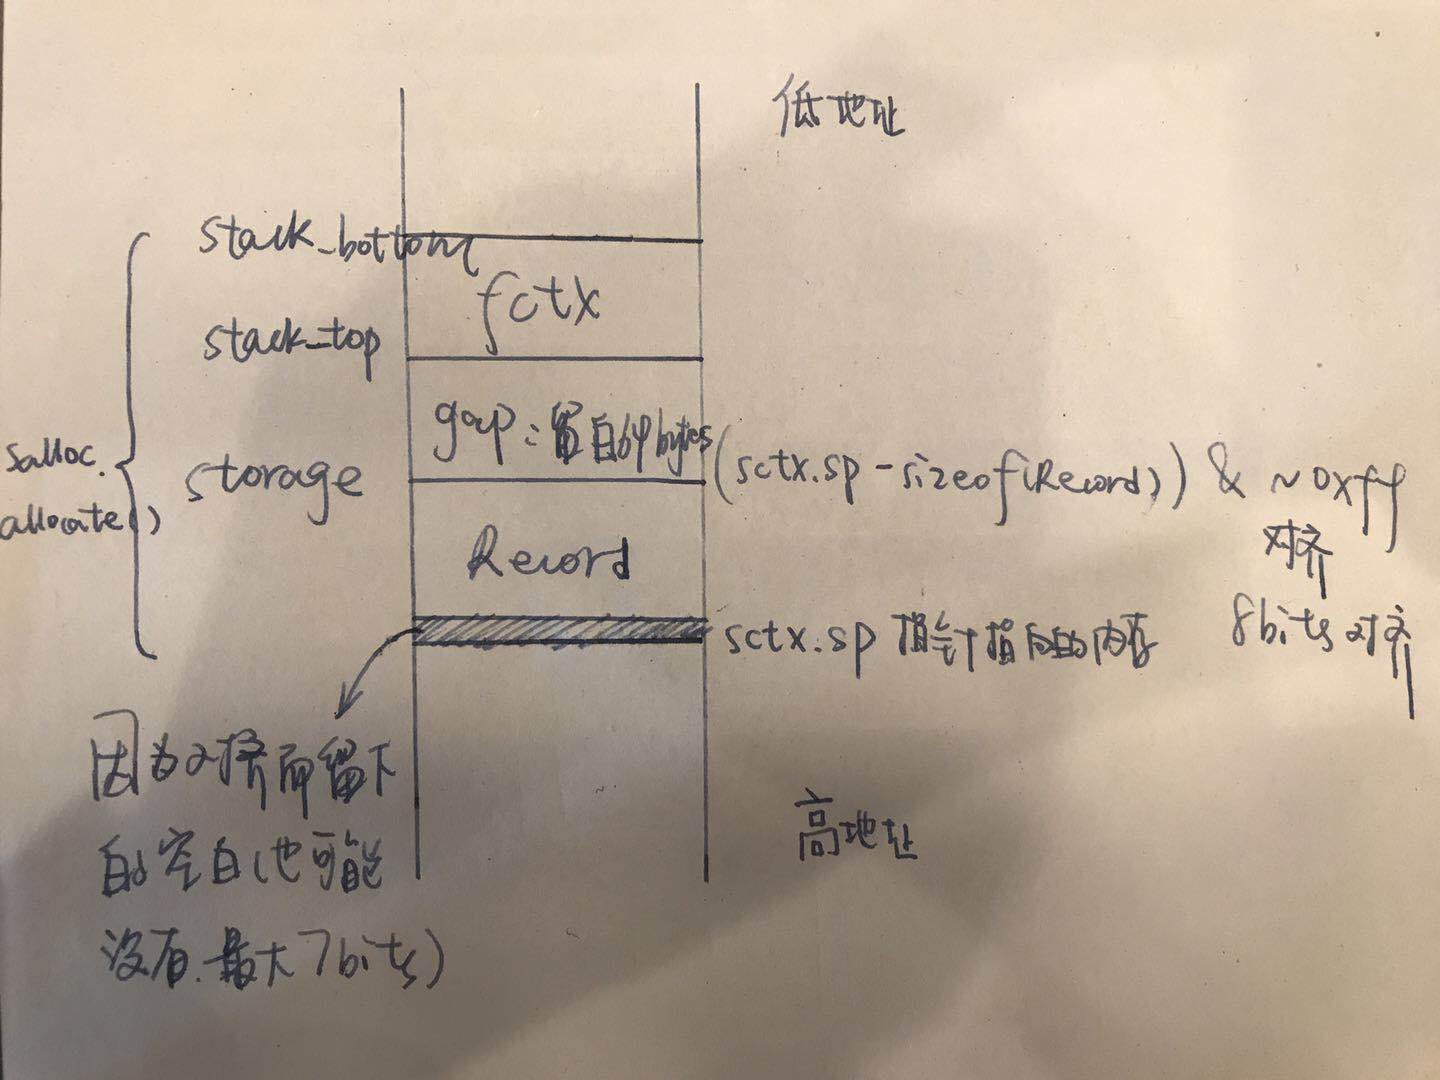 低地址
stack_bottom
fctx
stack_top
gap:留白64bytes
(sctx.sp-sizeof(Record)) & ~0xff
对齐
8bits对齐
salloc.
allocate()
storage
Record
sctx.sp 指针指向的内存
因为对齐而留下
的空白(也可能
没有.最大7bits)
高地址